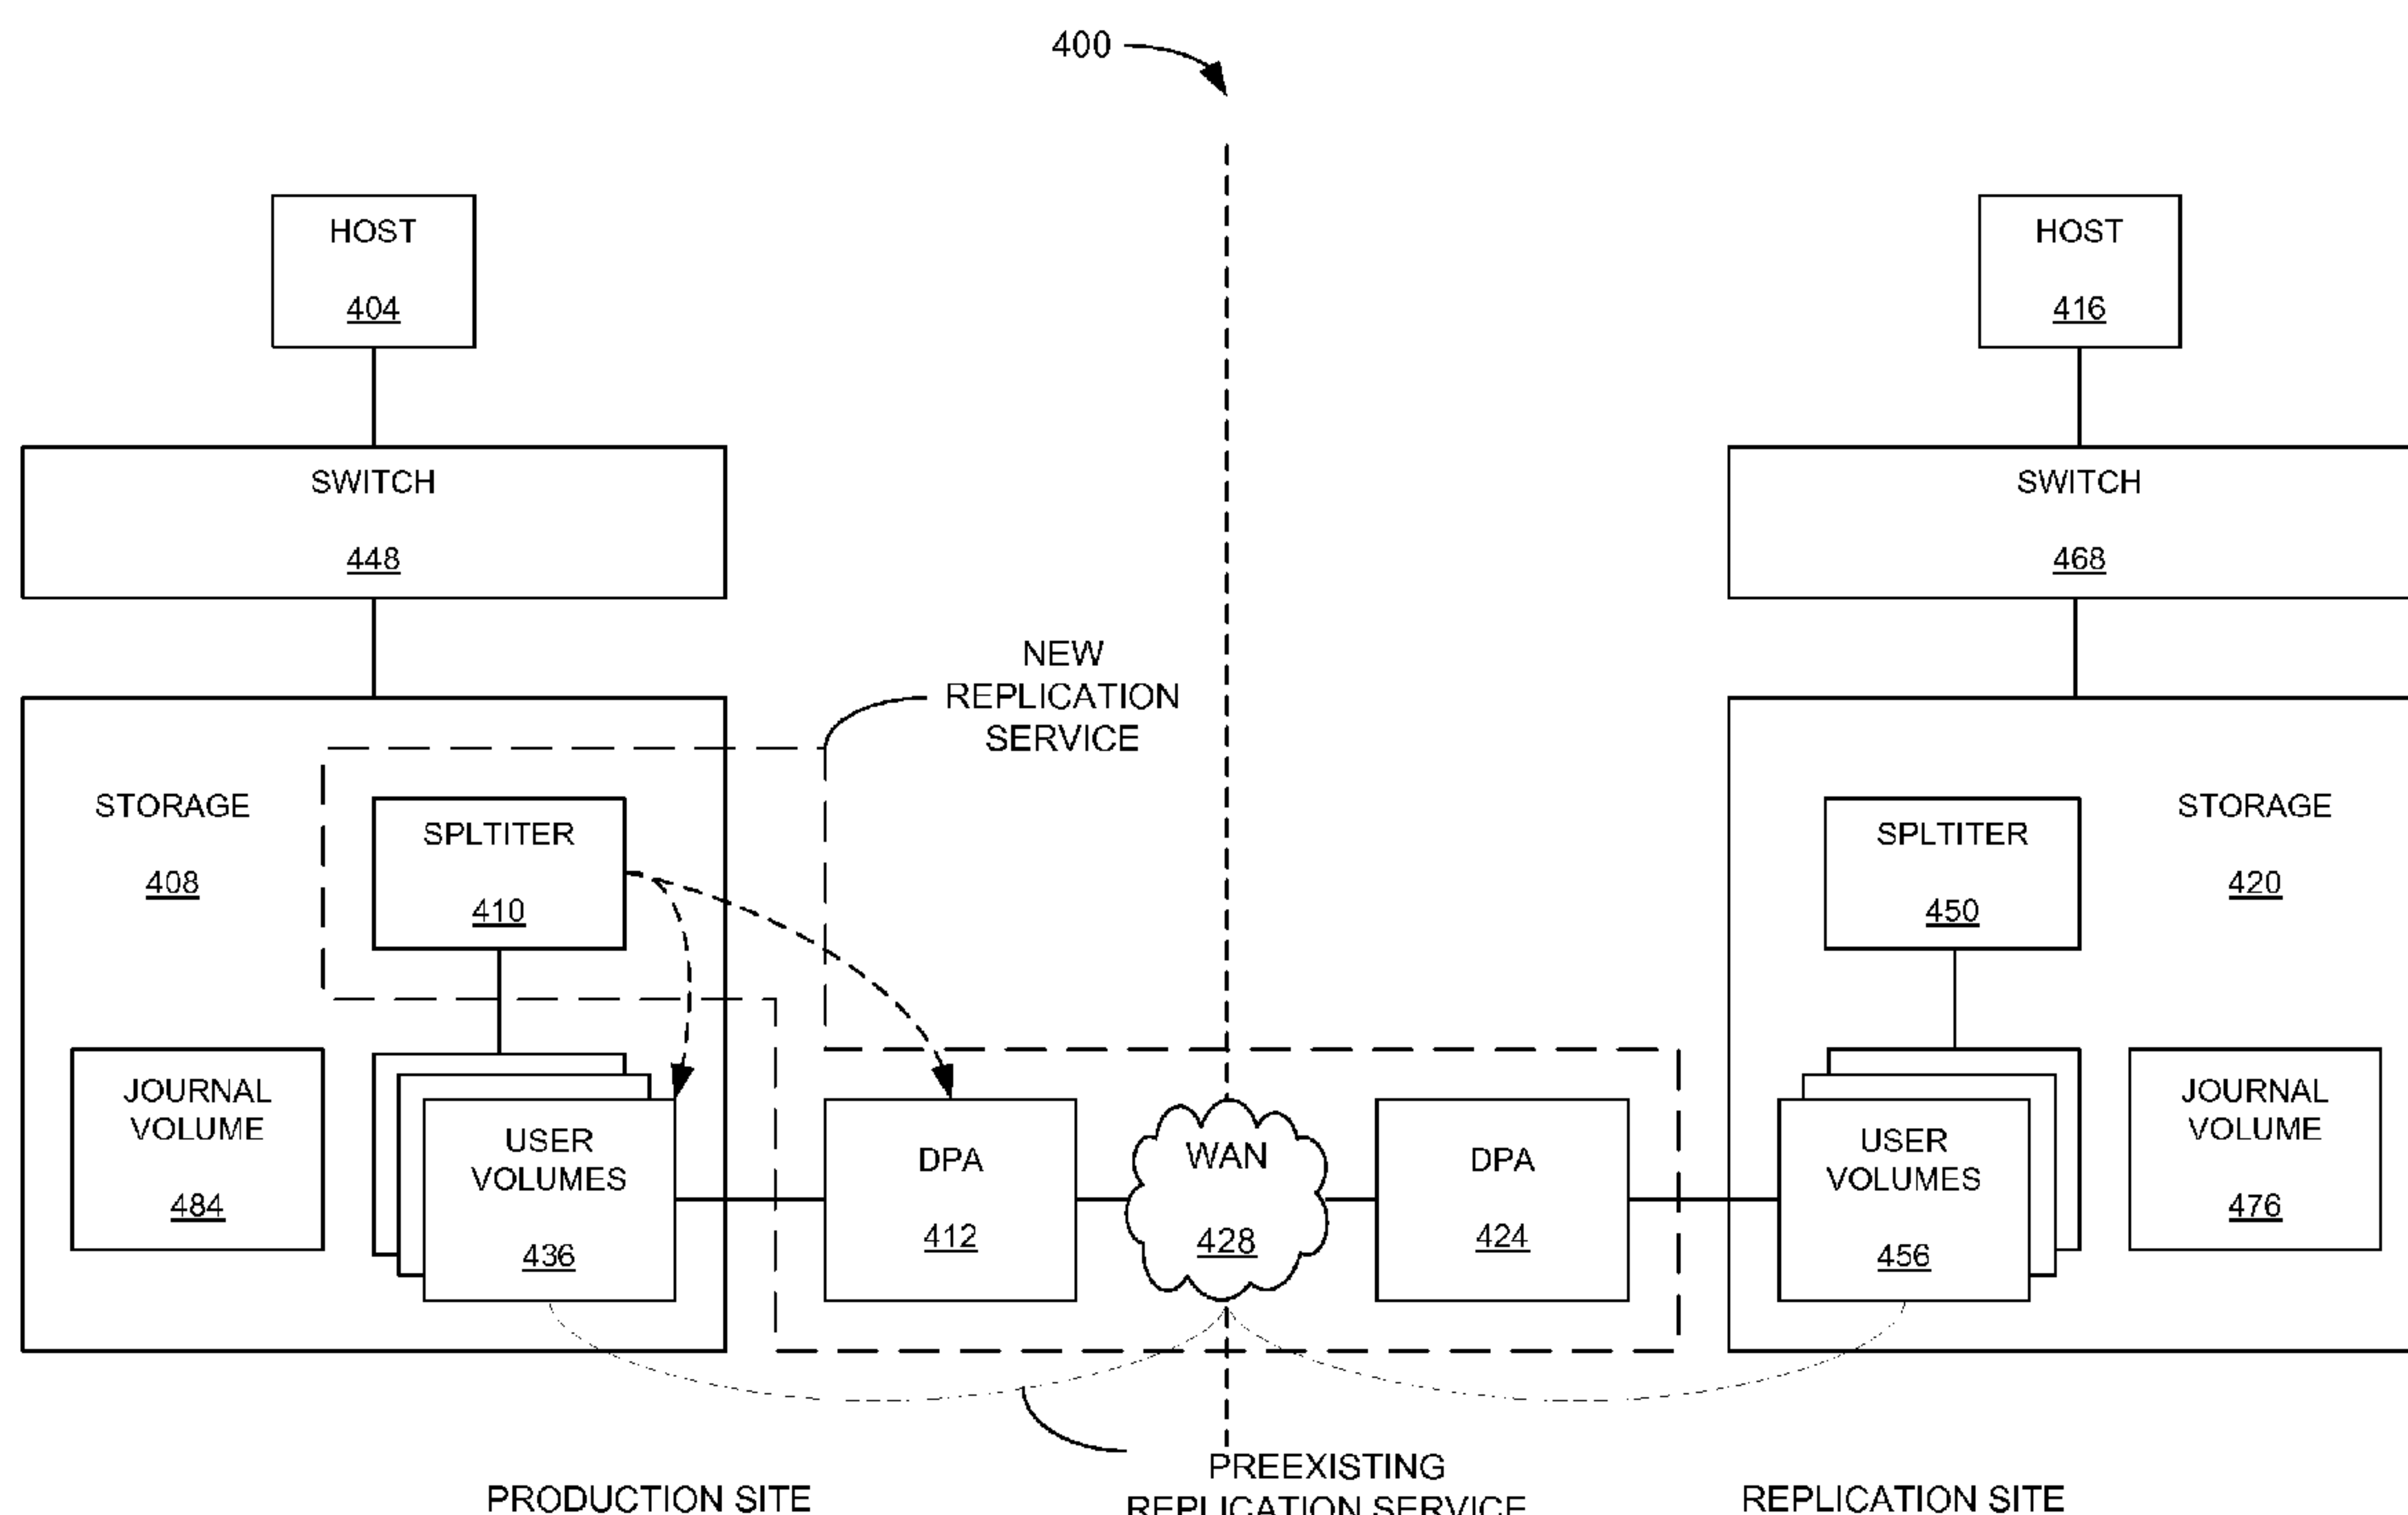 400
HOST
404
HOST
416
SWITCH
448
SWITCH
468
NEW
REPLICATION
SERVICE
STORAGE
408
SPLTITER
410
SPLTITER
450
STORAGE
420
JOURNAL
VOLUME
484
USER
VOLUMES
436
DPA
412
WAN
428
DPA
424
USER
VOLUMES
456
JOURNAL
VOLUME
476
PREEXISTING
REPLICATION SERVICE
PRODUCTION SITE
REPLICATION SITE